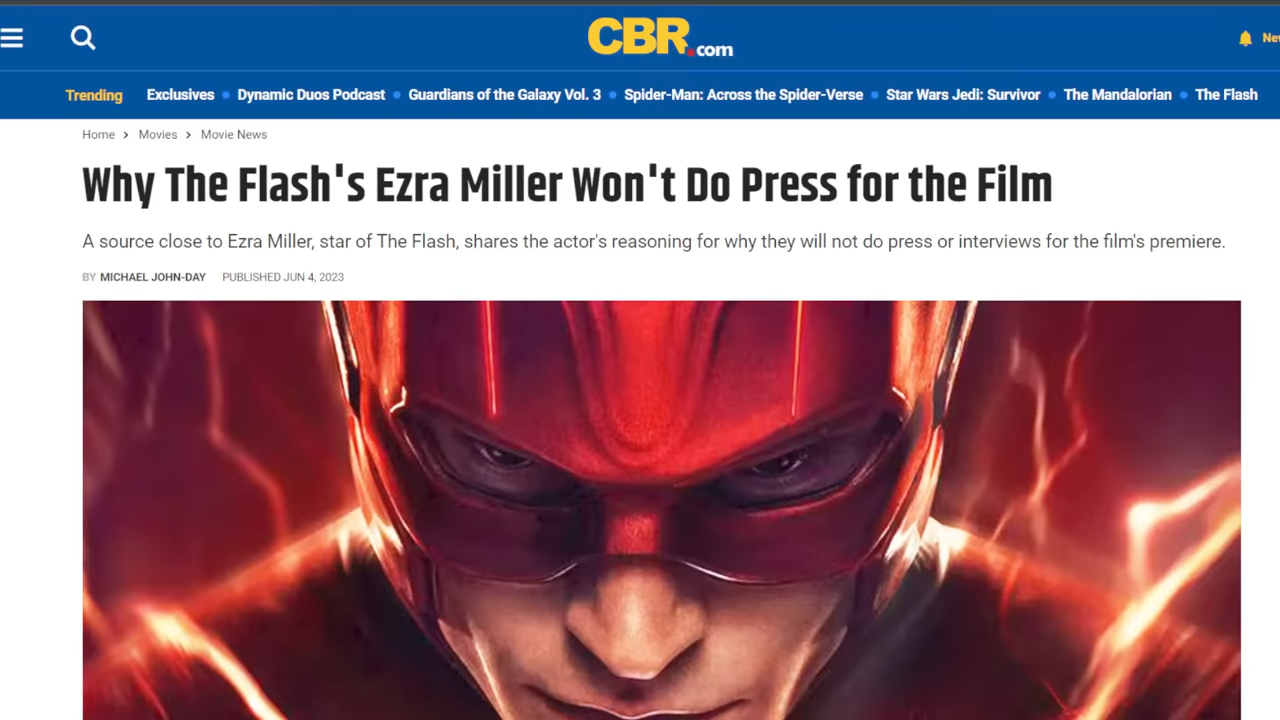 CBR.com
Trending Exclusives • Dynamic Duos Podcast • Guardians of the Galaxy Vol. 3 • Spider-Man: Across the Spider-Verse • Star Wars Jedi: Survivor • The Mandalorian • The Flash
Home > Movies > Movie News
Why The Flash's Ezra Miller Won't Do Press for the Film
A source close to Ezra Miller, star of The Flash, shares the actor's reasoning for why they will not do press or interviews for the film's premiere.
BY MICHAEL JOHN-DAY PUBLISHED JUN 4, 2023